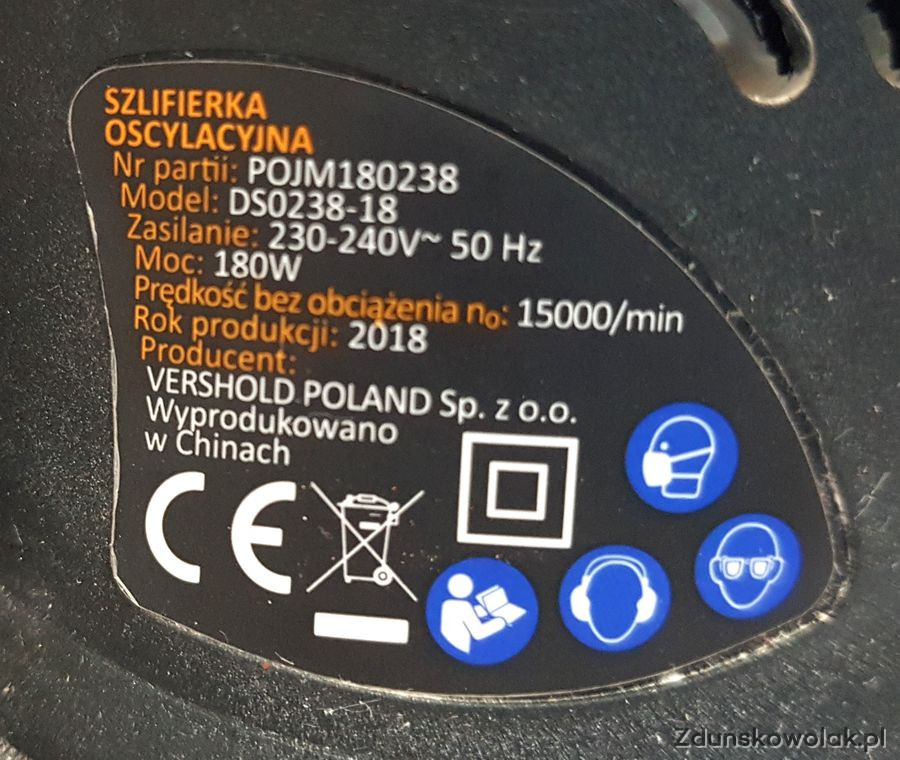 SZLIFIERKA
OSCYLACYJNA
Nr partii: POJM180238
Model: DS0238-18
Zasilanie: 230-240V~ 50 Hz
Moc: 180W
Prędkość bez obciążenia n₀: 15000/min
Rok produkcji: 2018
Producent:
VERSHOLD POLAND Sp. z o.o.
Wyprodukowano
w Chinach
CE
Zdunskowolak.pl